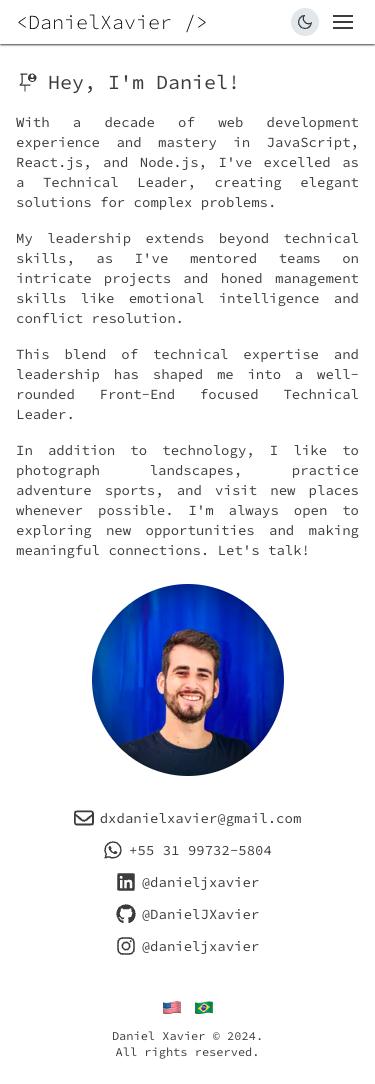 <DanielXavier />
Hey, I'm Daniel!
With a decade of web development
experience and mastery in JavaScript,
React.js, and Node.js, I've excelled as
a Technical Leader, creating elegant
solutions for complex problems.
My leadership extends beyond technical
skills, as I've mentored teams on
intricate projects and honed management
skills like emotional intelligence and
conflict resolution.
This blend of technical expertise and
leadership has shaped me into a well-
rounded Front-End focused Technical
Leader.
In addition to technology, I like to
photograph landscapes, practice
adventure sports, and visit new places
whenever possible. I'm always open to
exploring new opportunities and making
meaningful connections. Let's talk!
dxdanielxavier@gmail.com
+55 31 99732-5804
@danieljxavier
@DanielJXavier
@danieljxavier
Daniel Xavier © 2024.
All rights reserved.